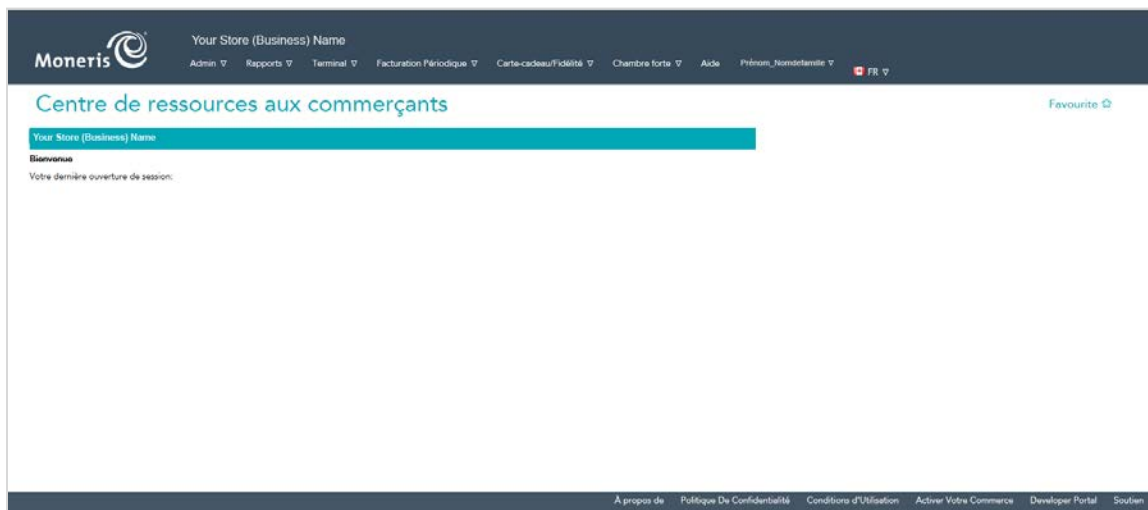 Moneris
Your Store (Business) Name
Admin Rapports Terminal Facturation Périodique Carte-cadeau/Fidélité Chambre forte Aide Prénom_Nomdefamille FR
Centre de ressources aux commerçants
Favourite
Your Store (Business) Name
Bienvenue
Votre dernière ouverture de session:
À propos de Politique De Confidentialité Conditions d'Utilisation Activer Votre Commerce Developer Portal Soutien